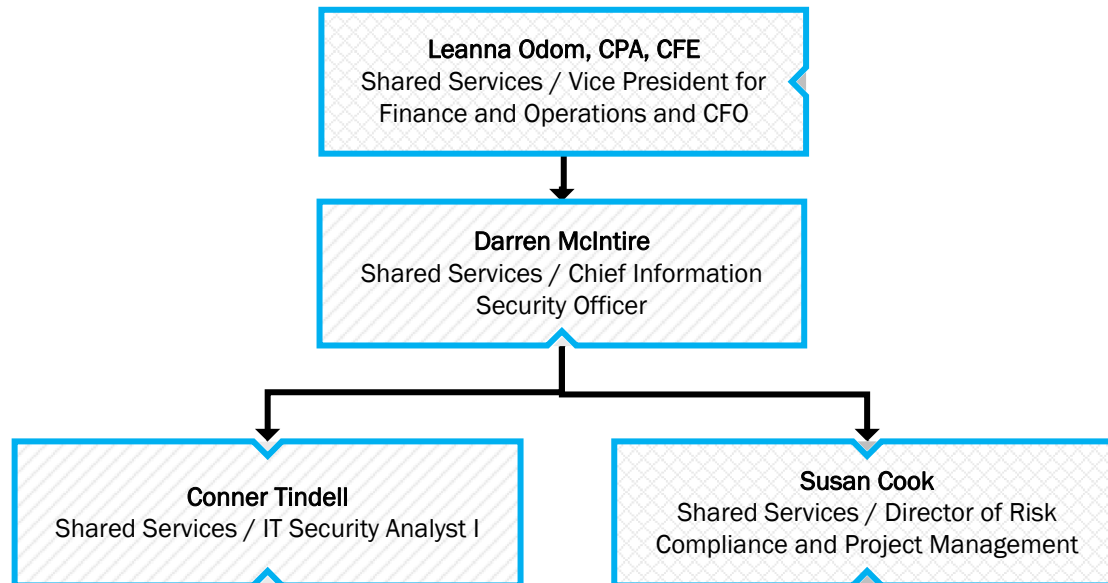 Leanna Odom, CPA, CFE
Shared Services / Vice President for
Finance and Operations and CFO
Darren McIntire
Shared Services / Chief Information
Security Officer
Conner Tindell
Shared Services / IT Security Analyst I
Susan Cook
Shared Services / Director of Risk
Compliance and Project Management